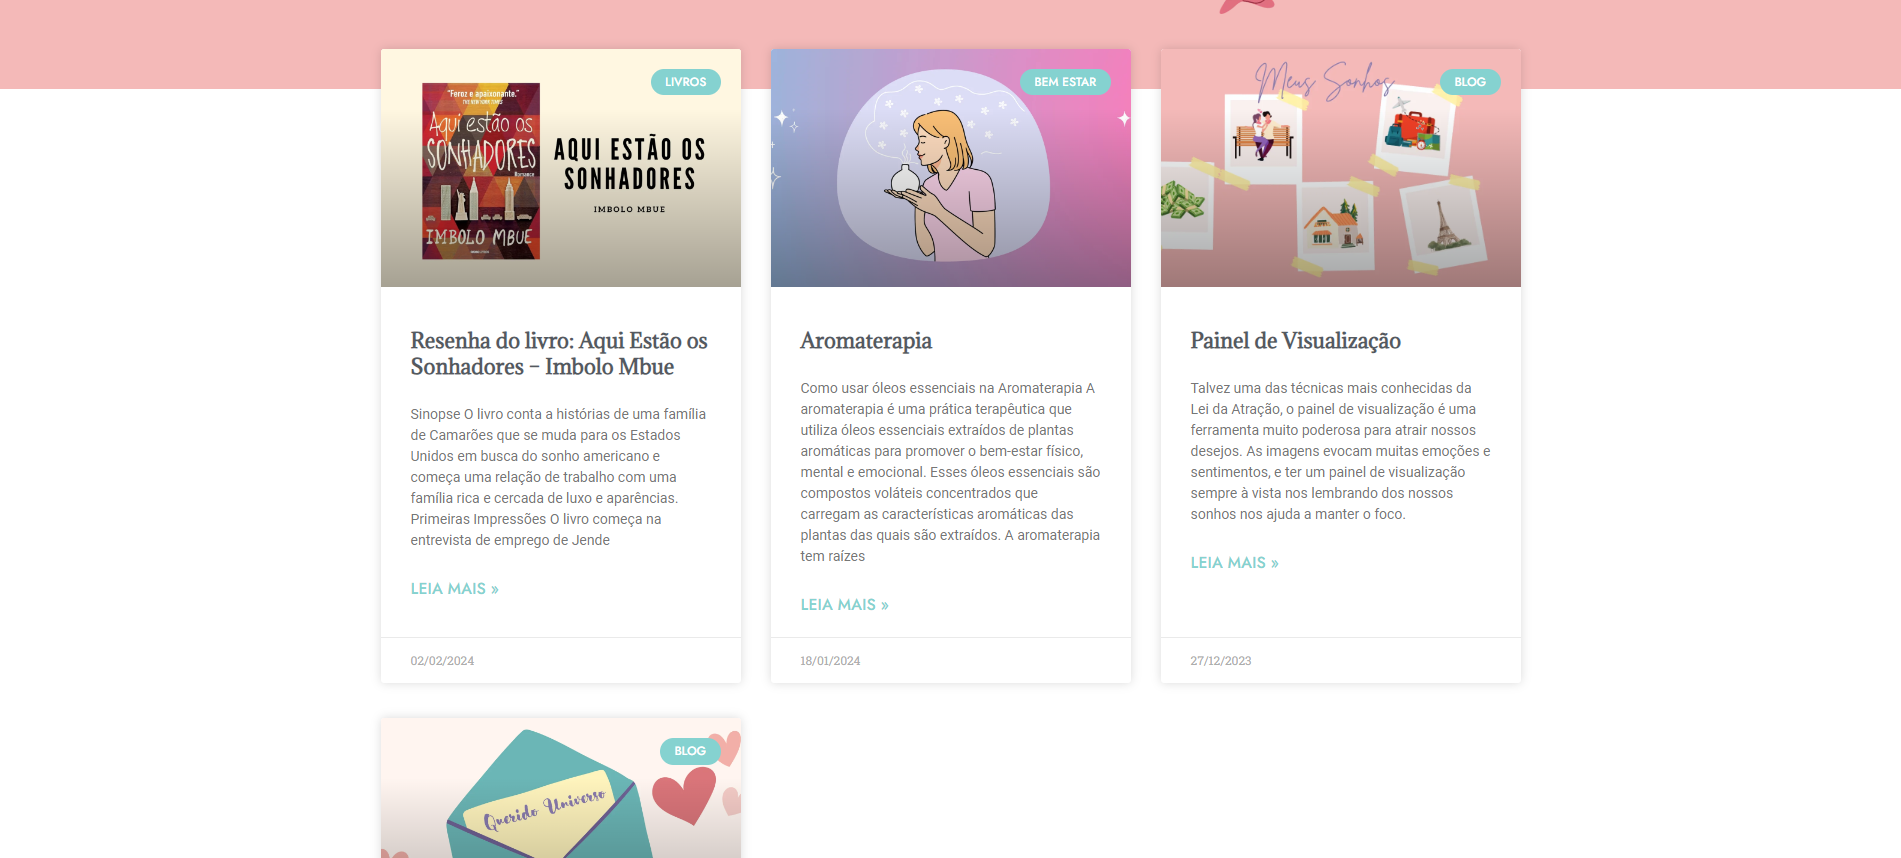 LIVROS
"Feroz e apaixonante."
THE NEW YORK TIMES
Aqui estão os
SONHADORES
Romance
IMBOLO MBUE
AQUI ESTÃO OS
SONHADORES
IMBOLO MBUE
Resenha do livro: Aqui Estão os
Sonhadores – Imbolo Mbue
Sinopse O livro conta a histórias de uma família
de Camarões que se muda para os Estados
Unidos em busca do sonho americano e
começa uma relação de trabalho com uma
família rica e cercada de luxo e aparências.
Primeiras Impressões O livro começa na
entrevista de emprego de Jende
LEIA MAIS »
02/02/2024
BEM ESTAR
Aromaterapia
Como usar óleos essenciais na Aromaterapia A
aromaterapia é uma prática terapêutica que
utiliza óleos essenciais extraídos de plantas
aromáticas para promover o bem-estar físico,
mental e emocional. Esses óleos essenciais são
compostos voláteis concentrados que
carregam as características aromáticas das
plantas das quais são extraídos. A aromaterapia
tem raízes
LEIA MAIS »
18/01/2024
Meus Sonhos
BLOG
Painel de Visualização
Talvez uma das técnicas mais conhecidas da
Lei da Atração, o painel de visualização é uma
ferramenta muito poderosa para atrair nossos
desejos. As imagens evocam muitas emoções e
sentimentos, e ter um painel de visualização
sempre à vista nos lembrando dos nossos
sonhos nos ajuda a manter o foco.
LEIA MAIS »
27/12/2023
BLOG
Querido Universo